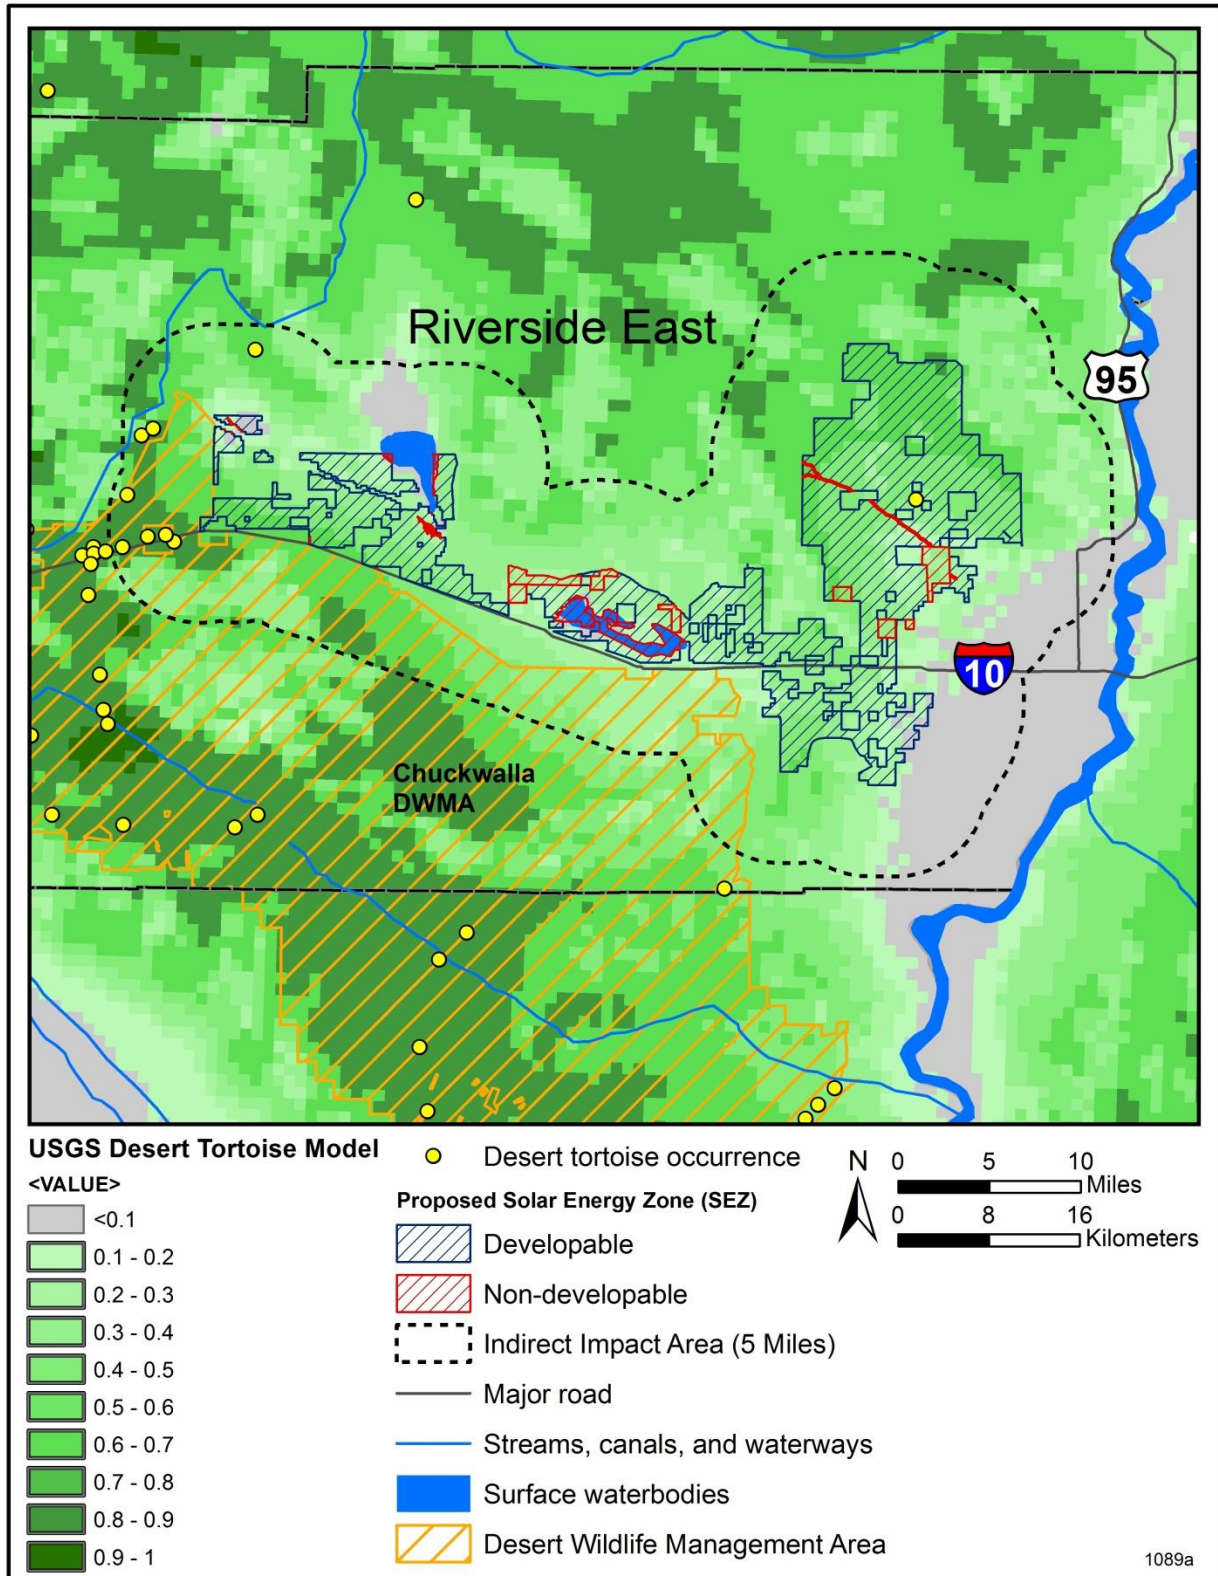 Riverside East
95
10
Chuckwalla
DWMA
USGS Desert Tortoise Model
<VALUE>
<0.1
0.1 - 0.2
0.2 - 0.3
0.3 - 0.4
0.4 - 0.5
0.5 - 0.6
0.6 - 0.7
0.7 - 0.8
0.8 - 0.9
0.9 - 1
Desert tortoise occurrence
Proposed Solar Energy Zone (SEZ)
Developable
Non-developable
Indirect Impact Area (5 Miles)
Major road
Streams, canals, and waterways
Surface waterbodies
Desert Wildlife Management Area
N
0 5 10
Miles
0 8 16
Kilometers
1089a